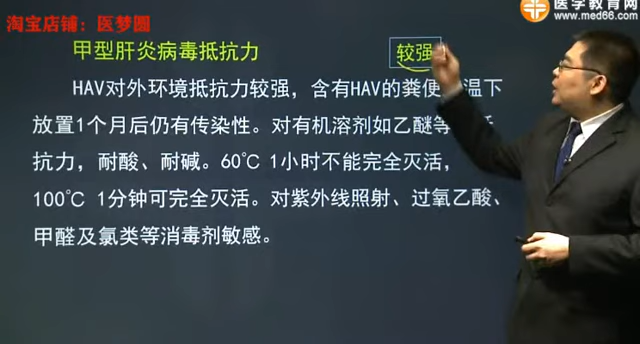 淘宝店铺：医梦圆
医学教育网
www.med66.com
甲型肝炎病毒抵抗力
较强
HAV对外环境抵抗力较强，含有HAV的粪便 温下
放置1个月后仍有传染性。对有机溶剂如乙醚等
抗力，耐酸、耐碱。60℃ 1小时不能完全灭活，
100℃ 1分钟可完全灭活。对紫外线照射、过氧乙酸、
甲醛及氯类等消毒剂敏感。